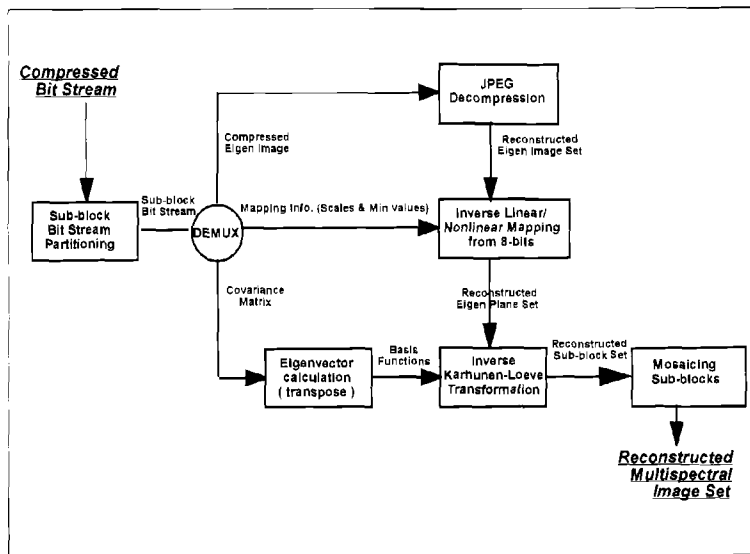 Compressed
Bit Stream
JPEG
Decompression
Compressed
Eigen Image
Reconstructed
Eigen Image Set
Sub-block
Bit Stream
Mapping Info. (Scales & Min values)
Sub-block
Bit Stream
Partitioning
DEMUX
Inverse Linear/
Nonlinear Mapping
from 8-bits
Covariance
Matrix
Reconstructed
Eigen Plane Set
Basis
Functions
Reconstructed
Sub-block Set
Eigenvector
calculation
( transpose )
Inverse
Karhunen-Loeve
Transformation
Mosaicing
Sub-blocks
Reconstructed
Multispectral
Image Set